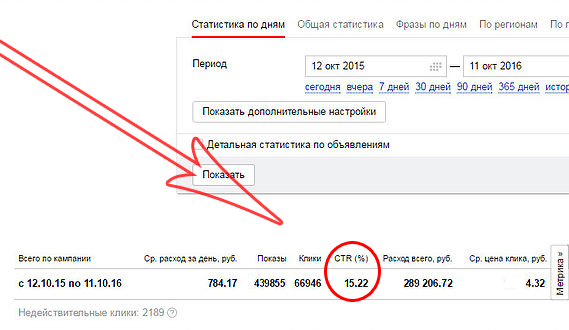 Статистика по дням Общая статистика Фразы по дням По регионам По п
Период 12 окт 2015 — 11 окт 2016
сегодня вчера 7 дней 30 дней 90 дней 365 дней истор
Показать дополнительные настройки
Детальная статистика по объявлениям
Показать
Всего по кампании Ср. расход за день, руб. Показы Клики CTR (%) Расход всего, руб. Ср. цена клика, руб.
с 12.10.15 по 11.10.16 784.17 439855 66946 15.22 289 206.72 4.32
Метрика »
Недействительные клики: 2189 ?